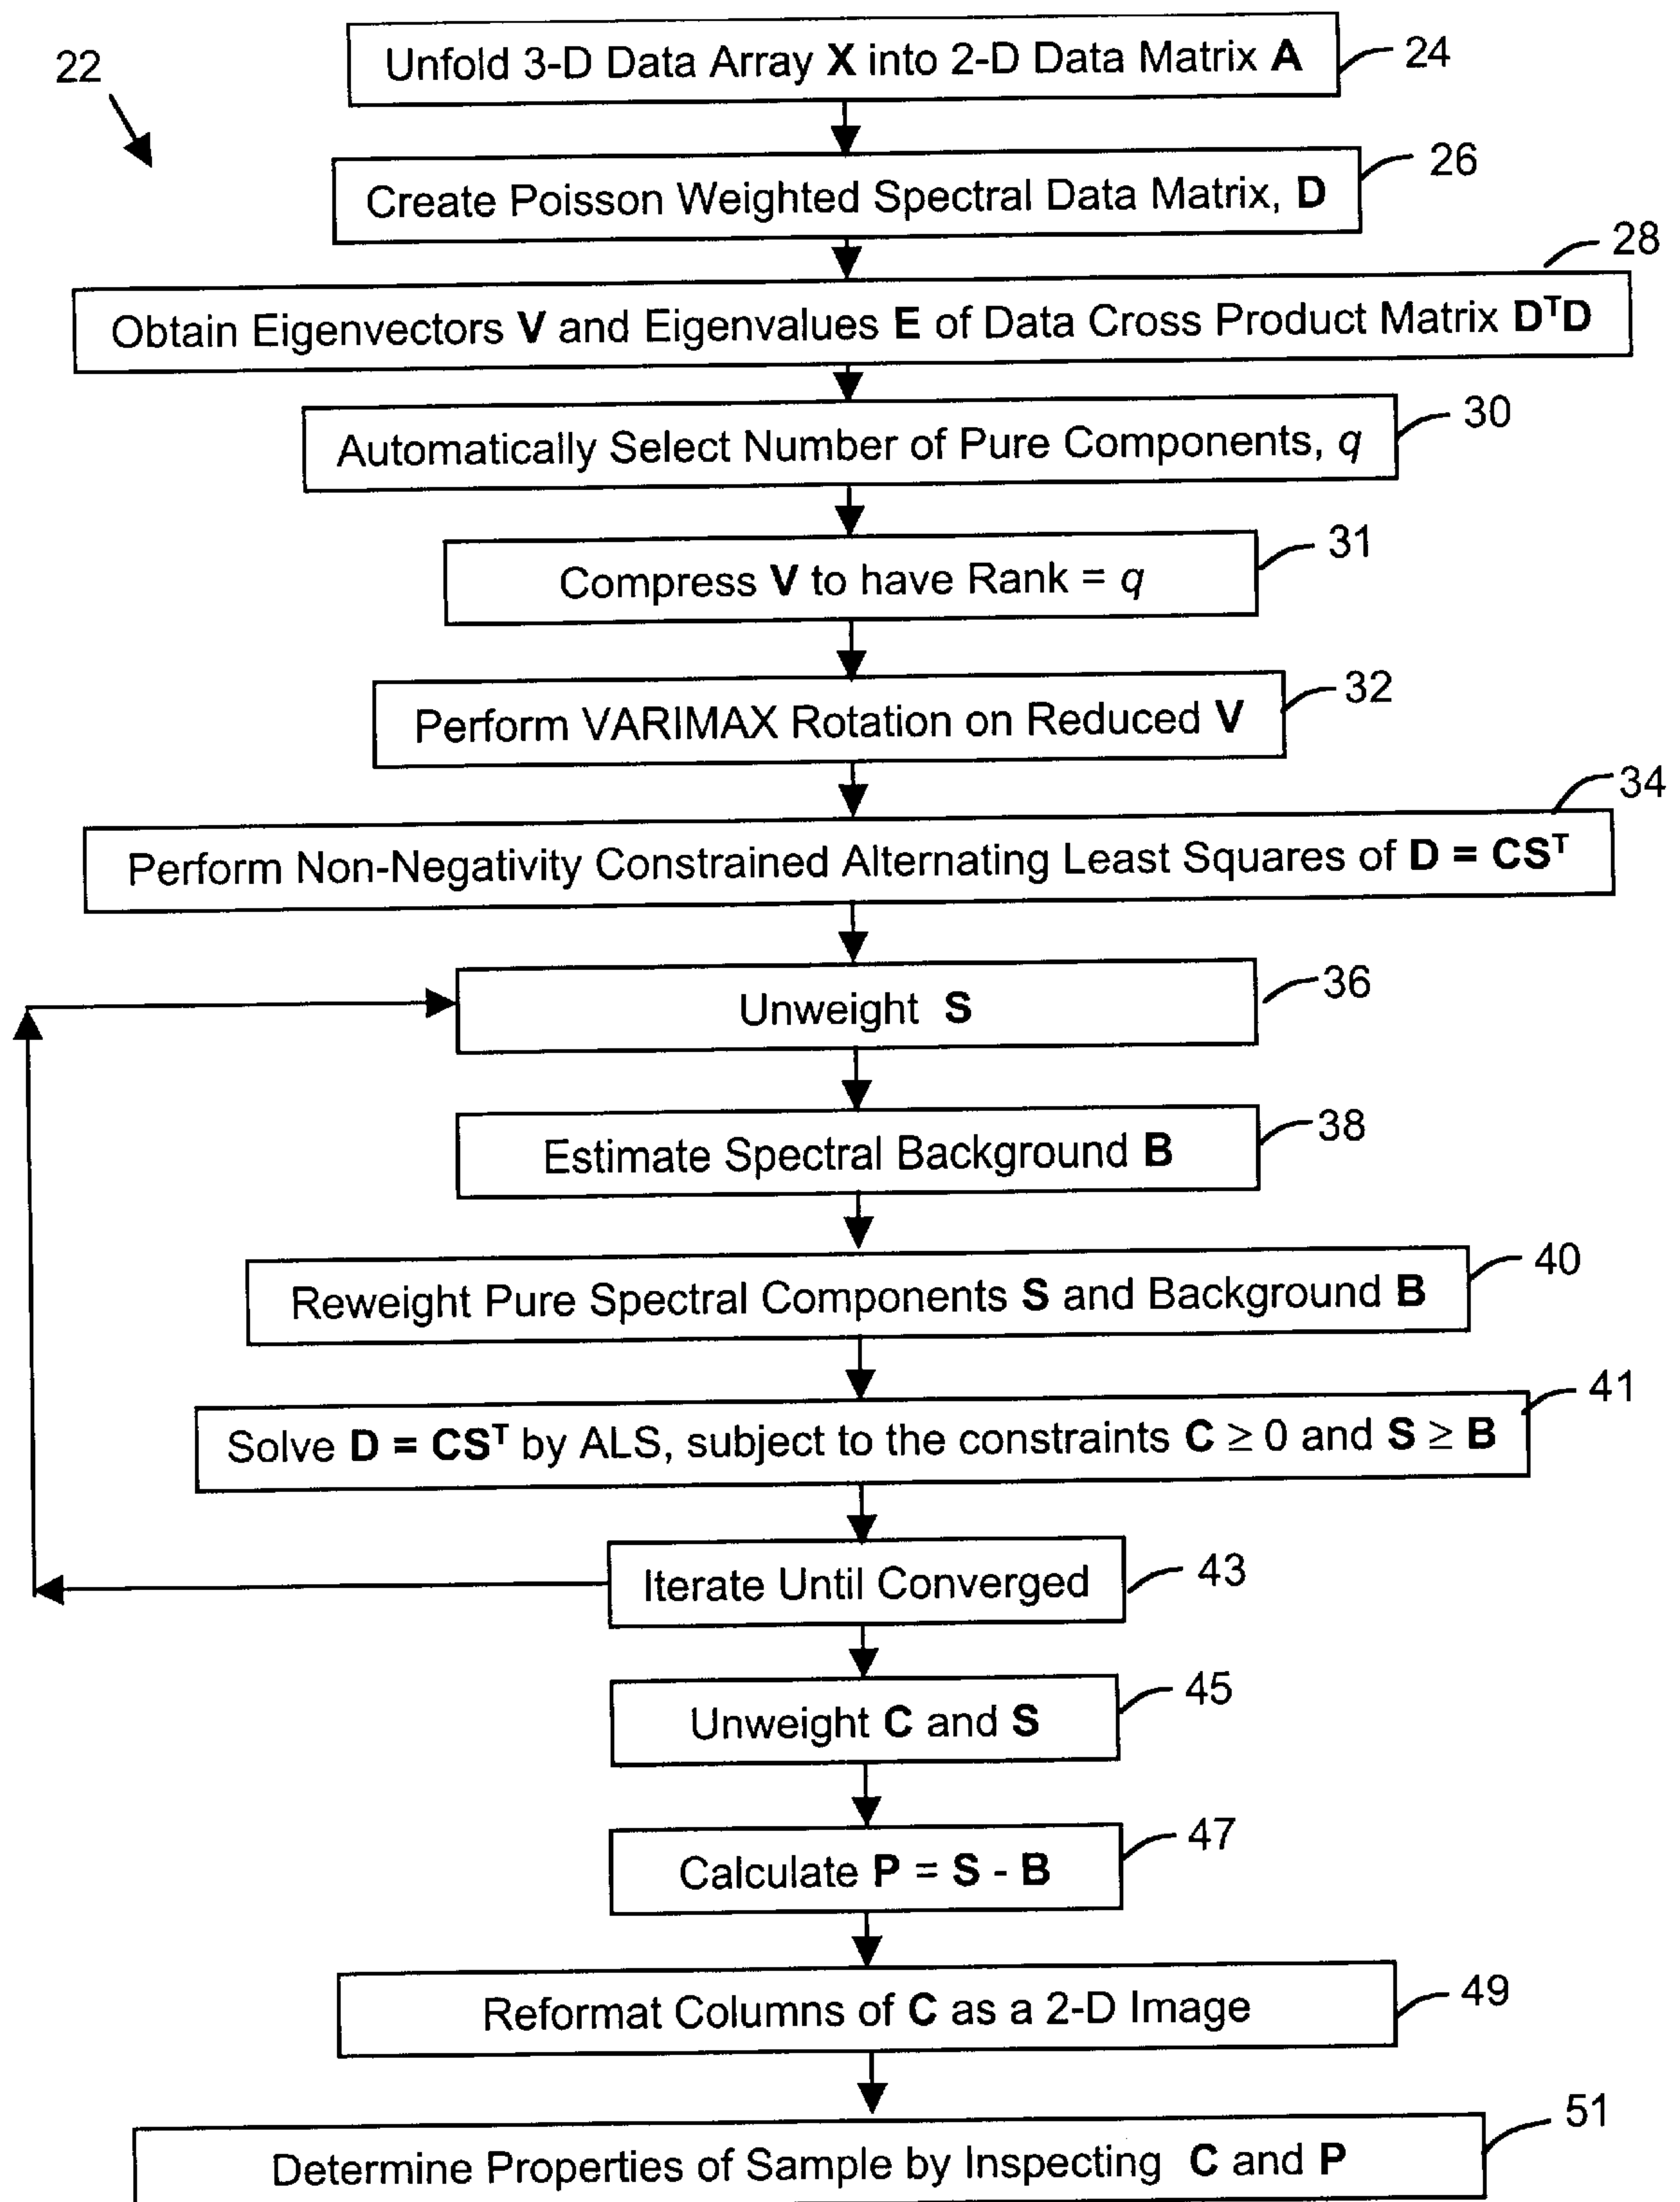 22
Unfold 3-D Data Array X into 2-D Data Matrix A
24
Create Poisson Weighted Spectral Data Matrix, D
26
Obtain Eigenvectors V and Eigenvalues E of Data Cross Product Matrix DᵀD
28
Automatically Select Number of Pure Components, q
30
Compress V to have Rank = q
31
Perform VARIMAX Rotation on Reduced V
32
Perform Non-Negativity Constrained Alternating Least Squares of D = CSᵀ
34
Unweight S
36
Estimate Spectral Background B
38
Reweight Pure Spectral Components S and Background B
40
Solve D = CSᵀ by ALS, subject to the constraints C ≥ 0 and S ≥ B
41
Iterate Until Converged
43
Unweight C and S
45
Calculate P = S - B
47
Reformat Columns of C as a 2-D Image
49
Determine Properties of Sample by Inspecting C and P
51